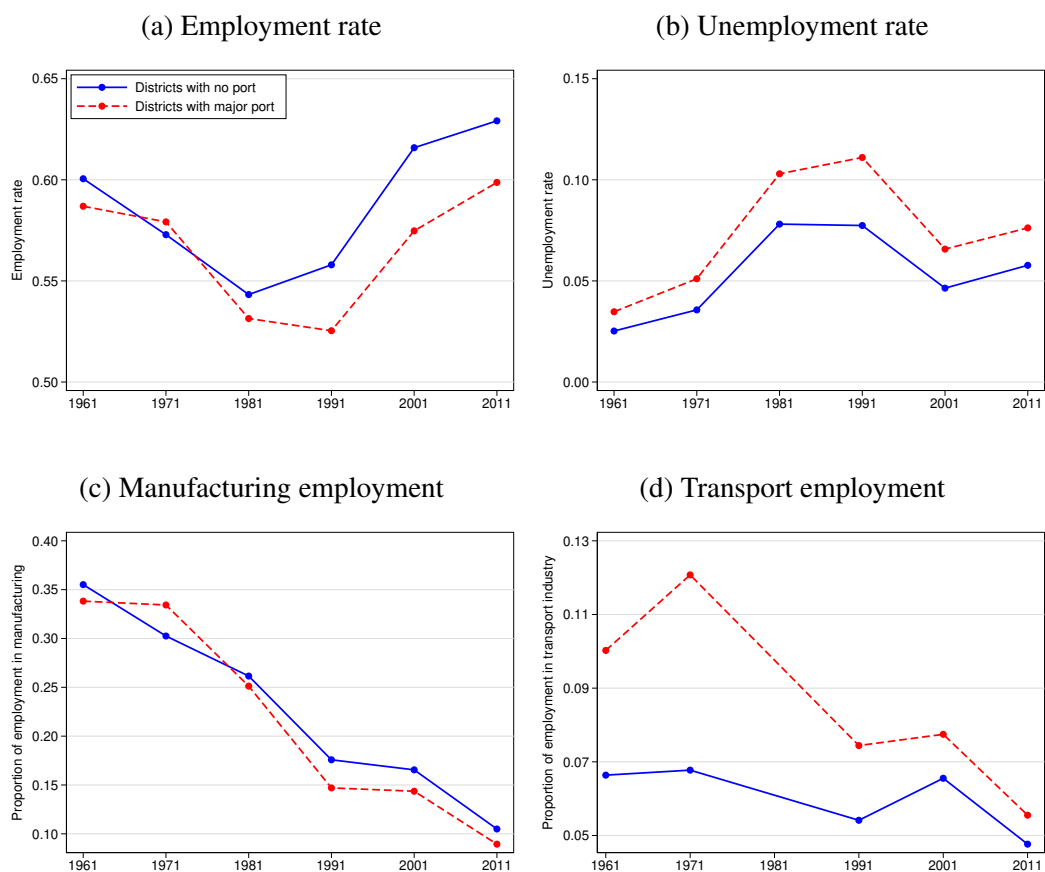 (a) Employment rate
0.65
0.60
0.55
0.50
Employment rate
Districts with no port
Districts with major port
1961 1971 1981 1991 2001 2011
(b) Unemployment rate
0.15
0.10
0.05
0.00
Unemployment rate
1961 1971 1981 1991 2001 2011
(c) Manufacturing employment
0.40
0.35
0.30
0.25
0.20
0.15
0.10
Proportion of employment in manufacturing
1961 1971 1981 1991 2001 2011
(d) Transport employment
0.13
0.11
0.09
0.07
0.05
Proportion of employment in transport industry
1961 1971 1981 1991 2001 2011